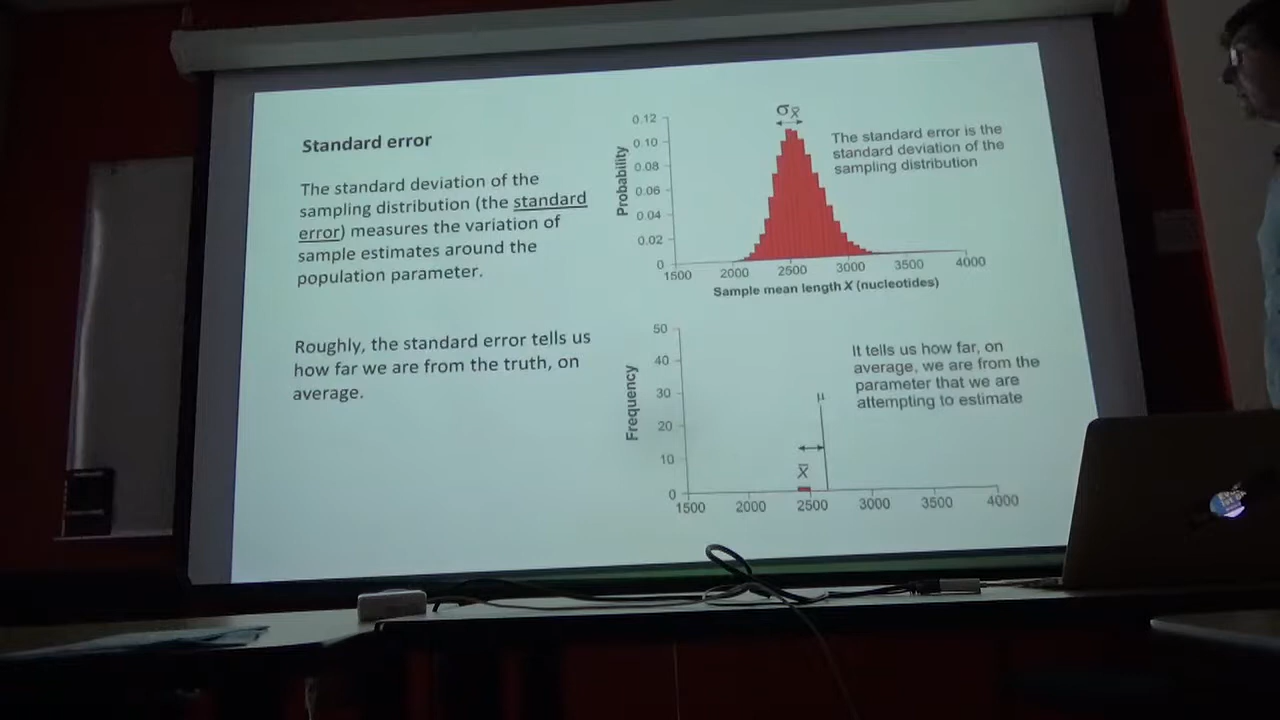 Standard error
The standard deviation of the
sampling distribution (the standard
error) measures the variation of
sample estimates around the
population parameter.
Roughly, the standard error tells us
how far we are from the truth, on
average.
σx̄
0.12
0.10
0.08
0.06
0.04
0.02
0
Probability
1500 2000 2500 3000 3500 4000
Sample mean length X (nucleotides)
The standard error is the
standard deviation of the
sampling distribution
50
40
30
20
10
0
Frequency
μ
x̄
1500 2000 2500 3000 3500 4000
It tells us how far, on
average, we are from the
parameter that we are
attempting to estimate